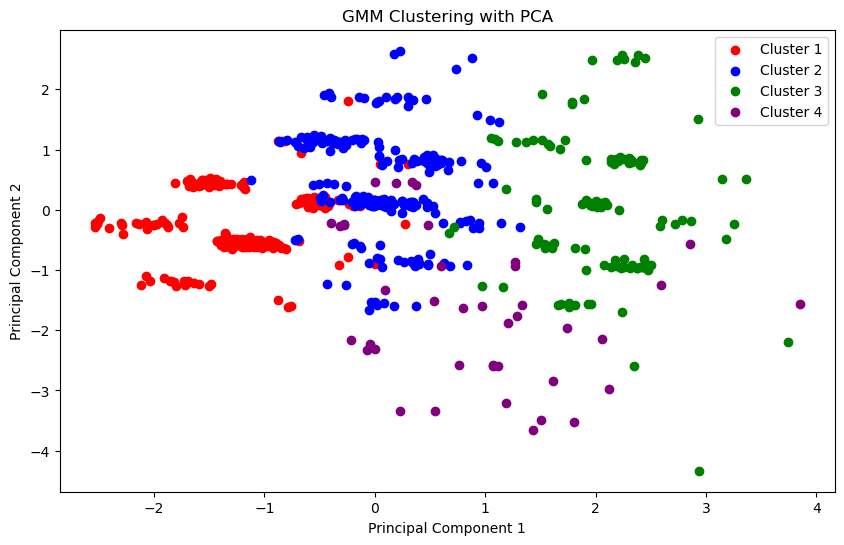 GMM Clustering with PCA
Cluster 1
Cluster 2
Cluster 3
Cluster 4
Principal Component 2
2
1
0
−1
−2
−3
−4
−2
−1
0
1
2
3
4
Principal Component 1